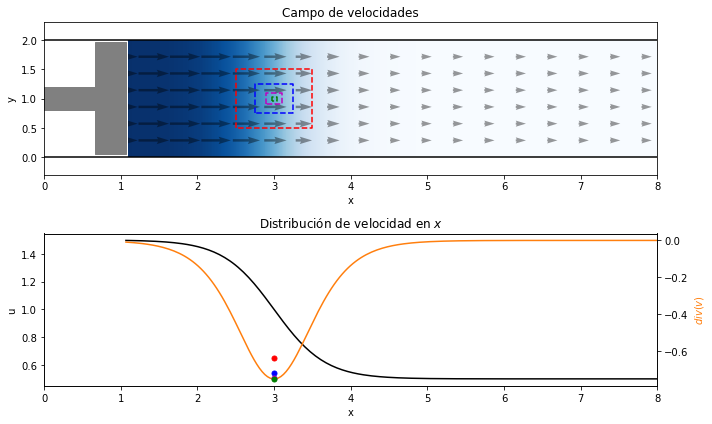 Campo de velocidades
2.0
1.5
1.0
0.5
0.0
y
0 1 2 3 4 5 6 7 8
x
Distribución de velocidad en x
1.4
1.2
1.0
0.8
0.6
u
0.0
−0.2
−0.4
−0.6
div(v)
0 1 2 3 4 5 6 7 8
x